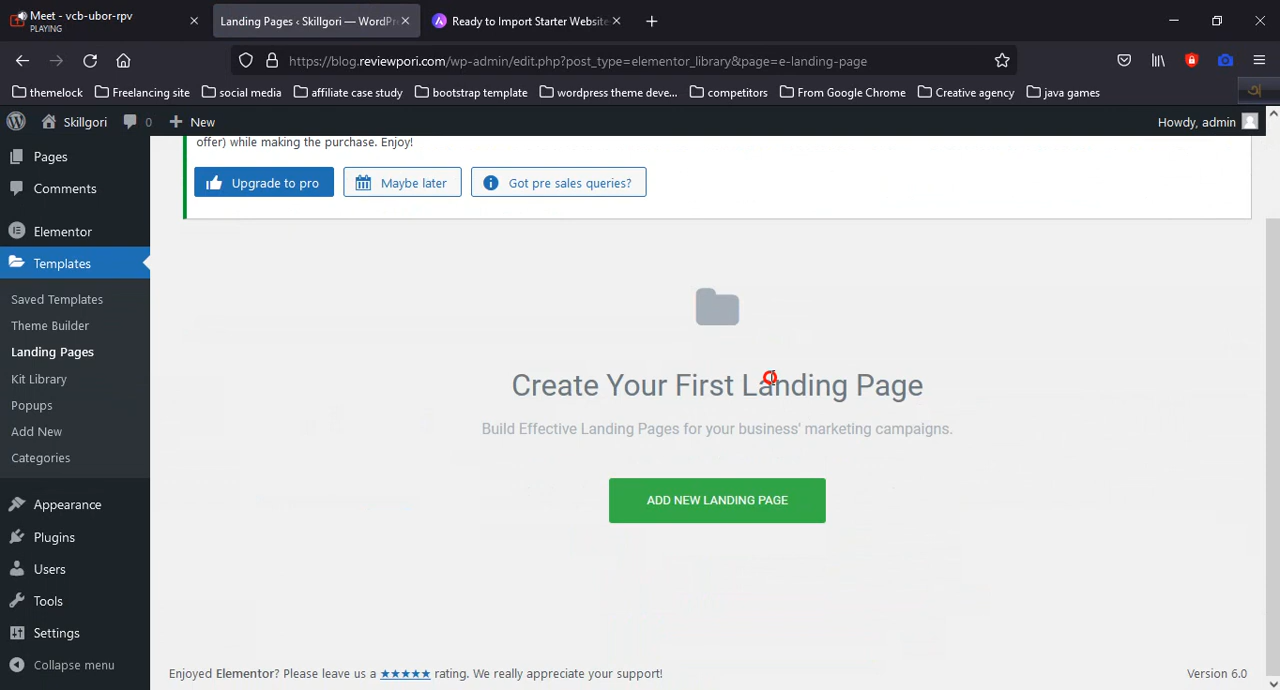 Meet - vcb-ubor-rpv
PLAYING
Landing Pages ‹ Skillgori — WordPr
Ready to Import Starter Website
https://blog.reviewpori.com/wp-admin/edit.php?post_type=elementor_library&page=e-landing-page
themelock
Freelancing site
social media
affiliate case study
bootstrap template
wordpress theme deve...
competitors
From Google Chrome
Creative agency
java games
Skillgori
0
New
Howdy, admin
Pages
Comments
Elementor
Templates
Saved Templates
Theme Builder
Landing Pages
Kit Library
Popups
Add New
Categories
Appearance
Plugins
Users
Tools
Settings
Collapse menu
offer) while making the purchase. Enjoy!
Upgrade to pro
Maybe later
Got pre sales queries?
Create Your First Landing Page
Build Effective Landing Pages for your business' marketing campaigns.
ADD NEW LANDING PAGE
Enjoyed Elementor? Please leave us a ★★★★★ rating. We really appreciate your support!
Version 6.0